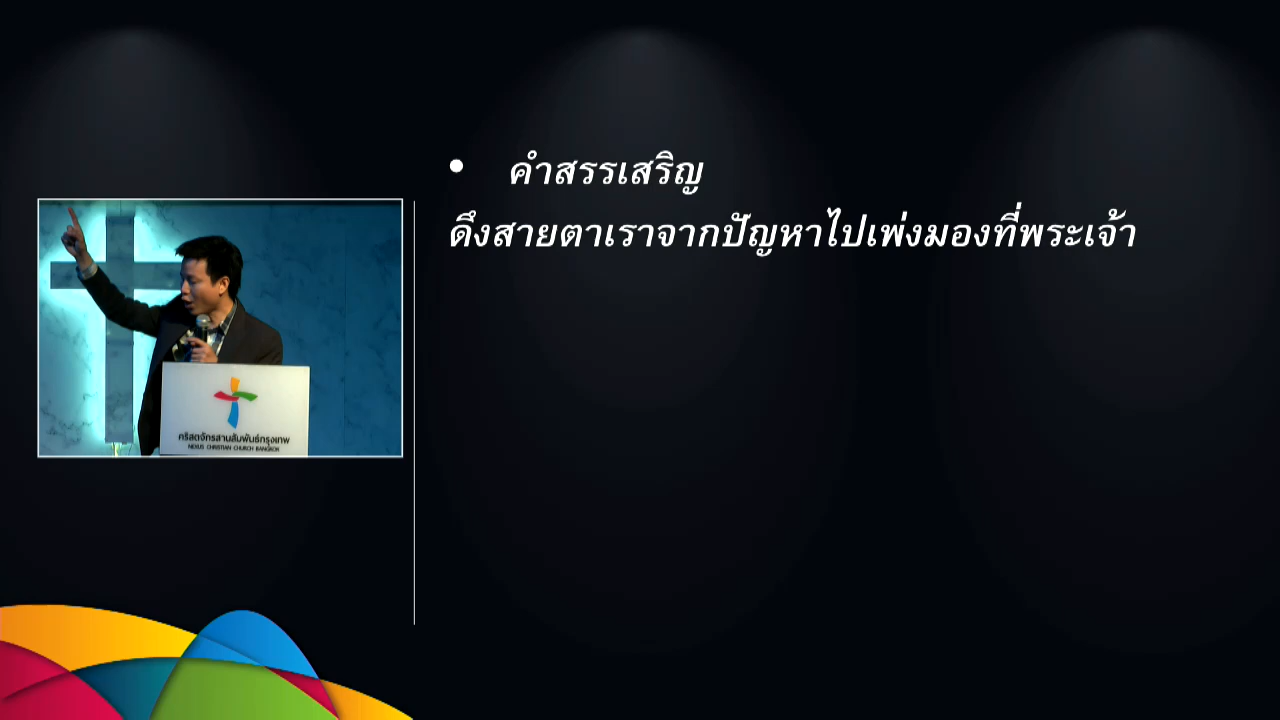 • คำสรรเสริญ
ดึงสายตาเราจากปัญหาไปเพ่งมองที่พระเจ้า
คริสตจักรสานสัมพันธ์กรุงเทพ
NEXUS CHRISTIAN CHURCH BANGKOK